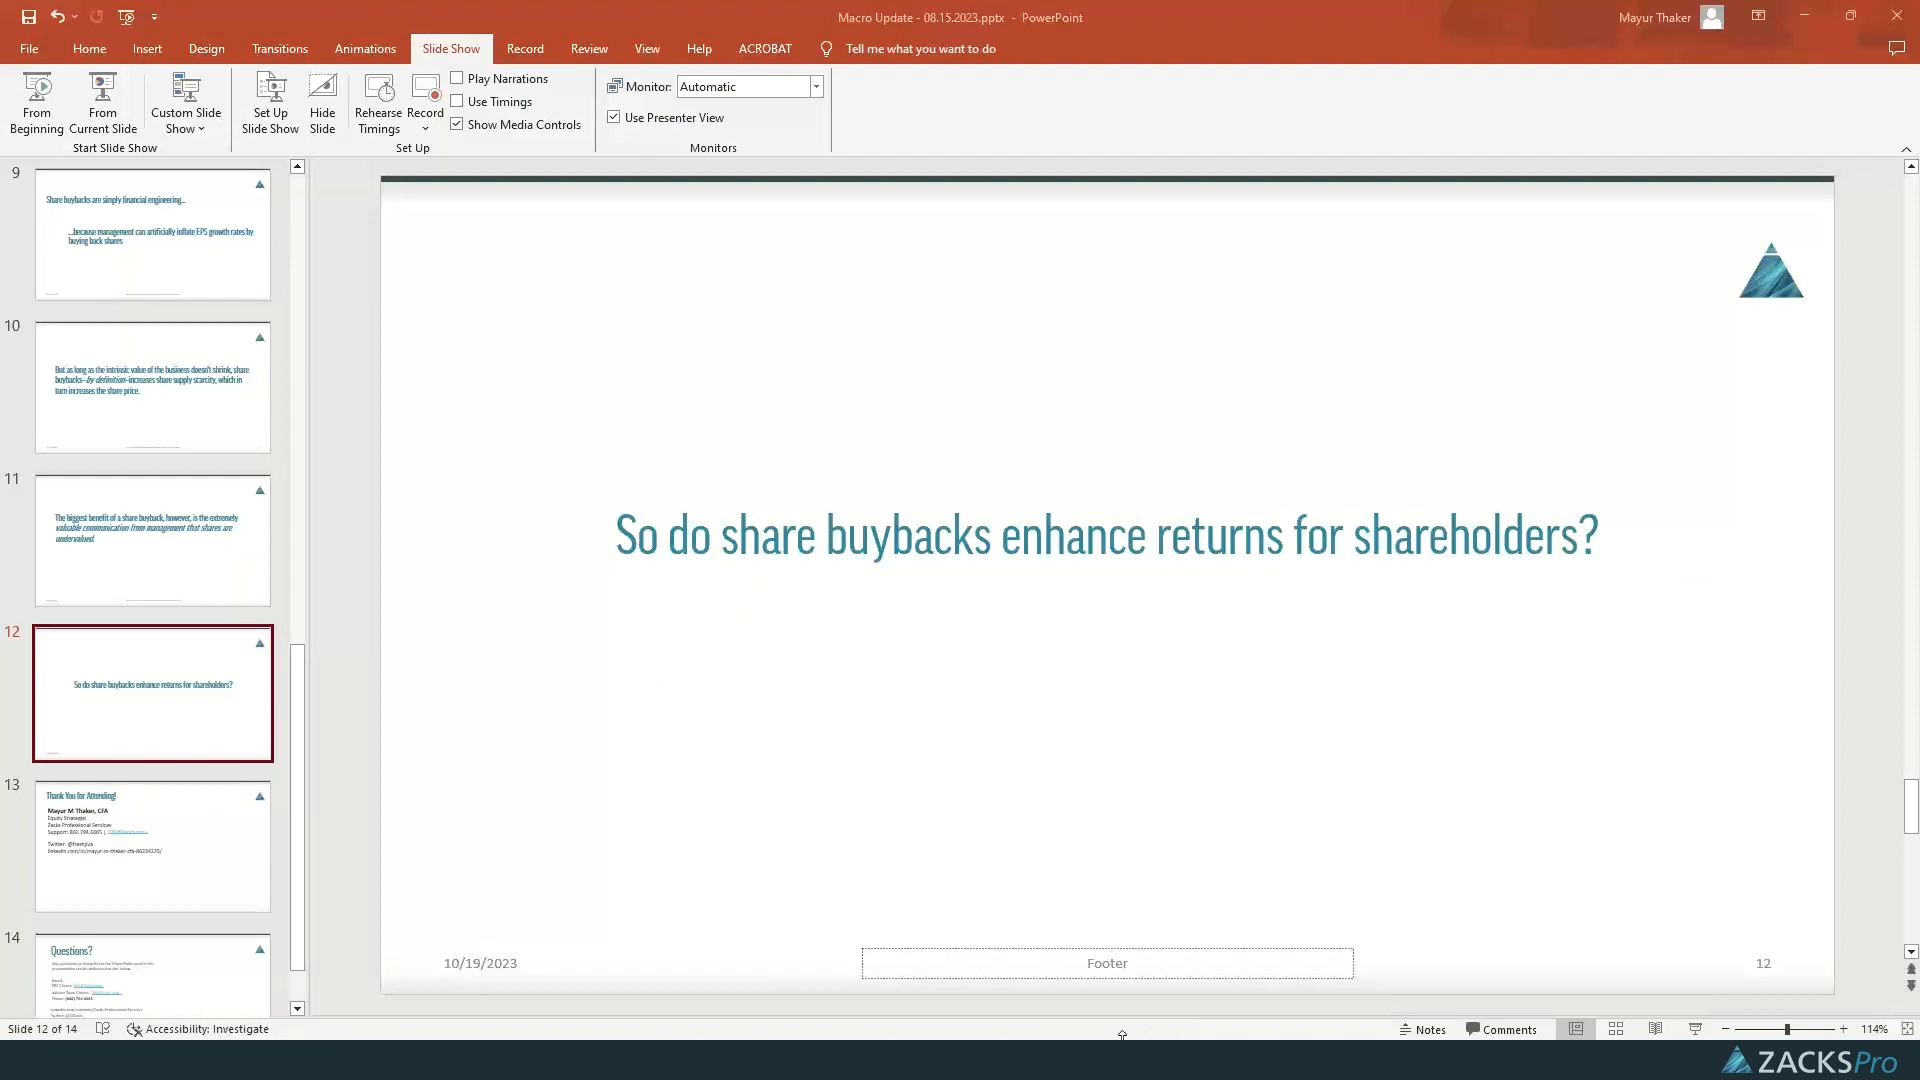 Macro Update - 08.15.2023.pptx - PowerPoint
Mayur Thaker
File Home Insert Design Transitions Animations Slide Show Record Review View Help ACROBAT Tell me what you want to do
From Beginning
From Current Slide
Custom Slide Show
Start Slide Show
Set Up Slide Show
Hide Slide
Rehearse Timings
Record
Play Narrations
Use Timings
Show Media Controls
Set Up
Monitor: Automatic
Use Presenter View
Monitors
9
Share buybacks are simply financial engineering...
...because management can artificially inflate EPS growth rates by
buying back shares
10
But as long as the intrinsic value of the business doesn't shrink, share
buybacks--by definition--increases share supply scarcity, which in
turn increases the share price.
11
The biggest benefit of a share buyback, however, is the extremely
valuable communication from management that shares are
undervalued.
12
So do share buybacks enhance returns for shareholders?
13
Thank You for Attending!
Mayur M Thaker, CFA
Equity Strategist
Zacks Professional Services
Twitter: @freshjiva
14
Questions?
So do share buybacks enhance returns for shareholders?
10/19/2023
Footer
12
Slide 12 of 14
Accessibility: Investigate
Notes
Comments
114%
ZACKSPro